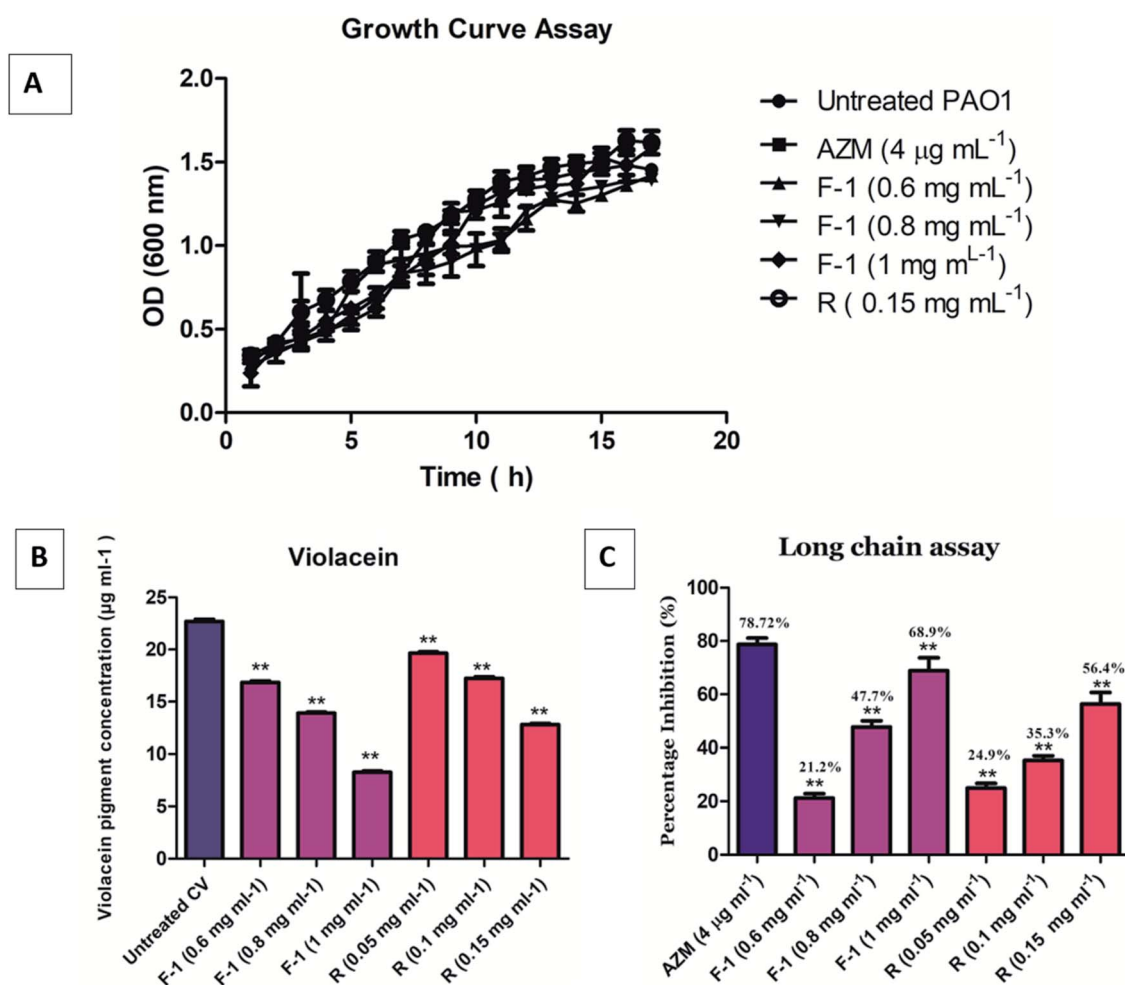 Growth Curve Assay
A
2.0
1.5
1.0
0.5
0.0
OD (600 nm)
0 5 10 15 20
Time ( h)
Untreated PAO1
AZM (4 µg mL-1)
F-1 (0.6 mg mL-1)
F-1 (0.8 mg mL-1)
F-1 (1 mg mL-1)
R ( 0.15 mg mL-1)
B
Violacein
Violacein pigment concentration (µg ml-1 )
25
20
15
10
5
0
**
**
**
**
**
**
Untreated CV
F-1 (0.6 mg ml-1)
F-1 (0.8 mg ml-1)
F-1 (1 mg ml-1)
R (0.05 mg ml-1)
R (0.1 mg ml-1)
R (0.15 mg ml-1)
C
Long chain assay
Percentage Inhibition (%)
100
80
60
40
20
0
78.72%
21.2%
**
47.7%
**
68.9%
**
24.9%
**
35.3%
**
56.4%
**
AZM (4 µg ml-1)
F-1 (0.6 mg ml-1)
F-1 (0.8 mg ml-1)
F-1 (1 mg ml-1)
R (0.05 mg ml-1)
R (0.1 mg ml-1)
R (0.15 mg ml-1)